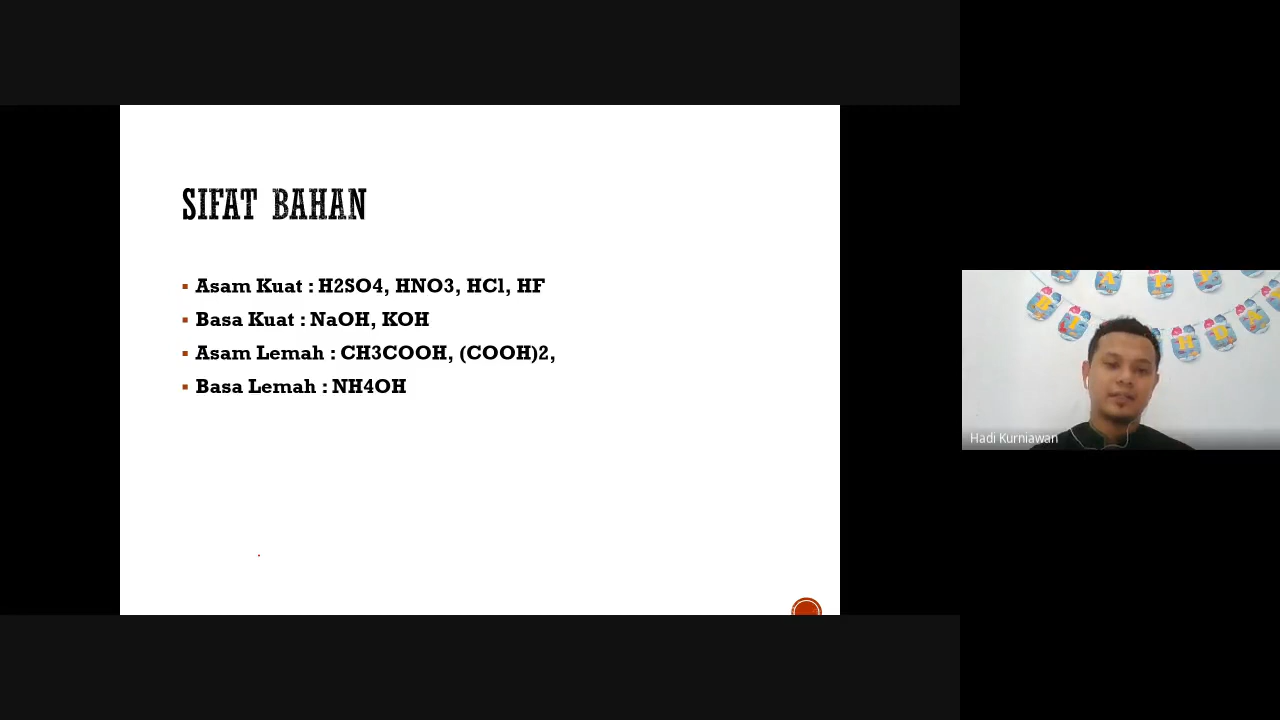 SIFAT BAHAN
Asam Kuat : H2SO4, HNO3, HCl, HF
Basa Kuat : NaOH, KOH
Asam Lemah : CH3COOH, (COOH)2,
Basa Lemah : NH4OH
Hadi Kurniawan